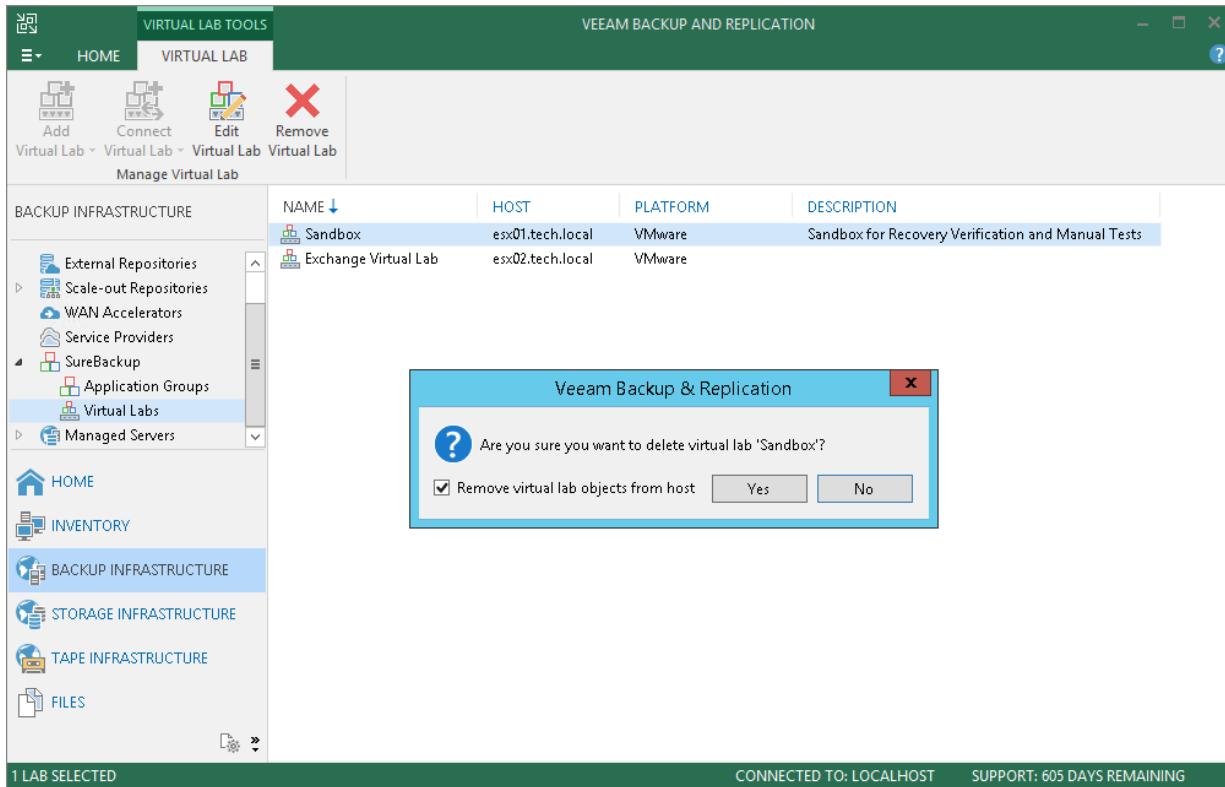 VIRTUAL LAB TOOLS
VEEAM BACKUP AND REPLICATION
HOME
VIRTUAL LAB
?
Add
Virtual Lab
Connect
Virtual Lab
Edit
Virtual Lab
Remove
Virtual Lab
Manage Virtual Lab
BACKUP INFRASTRUCTURE
External Repositories
Scale-out Repositories
WAN Accelerators
Service Providers
SureBackup
Application Groups
Virtual Labs
Managed Servers
HOME
INVENTORY
BACKUP INFRASTRUCTURE
STORAGE INFRASTRUCTURE
TAPE INFRASTRUCTURE
FILES
NAME HOST PLATFORM DESCRIPTION
Sandbox esx01.tech.local VMware Sandbox for Recovery Verification and Manual Tests
Exchange Virtual Lab esx02.tech.local VMware
Veeam Backup & Replication
x
?
Are you sure you want to delete virtual lab 'Sandbox'?
Remove virtual lab objects from host
Yes
No
1 LAB SELECTED
CONNECTED TO: LOCALHOST
SUPPORT: 605 DAYS REMAINING